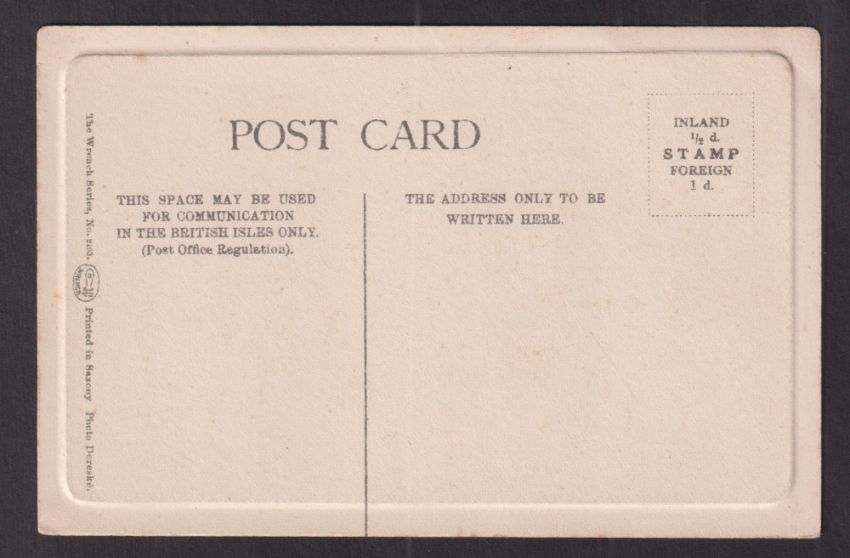 POST CARD
INLAND
½ d.
STAMP
FOREIGN
1 d.
THIS SPACE MAY BE USED
FOR COMMUNICATION
IN THE BRITISH ISLES ONLY.
(Post Office Regulation).
THE ADDRESS ONLY TO BE
WRITTEN HERE.
The Wrench Series, No.
Printed in Saxony Photo Dereske.